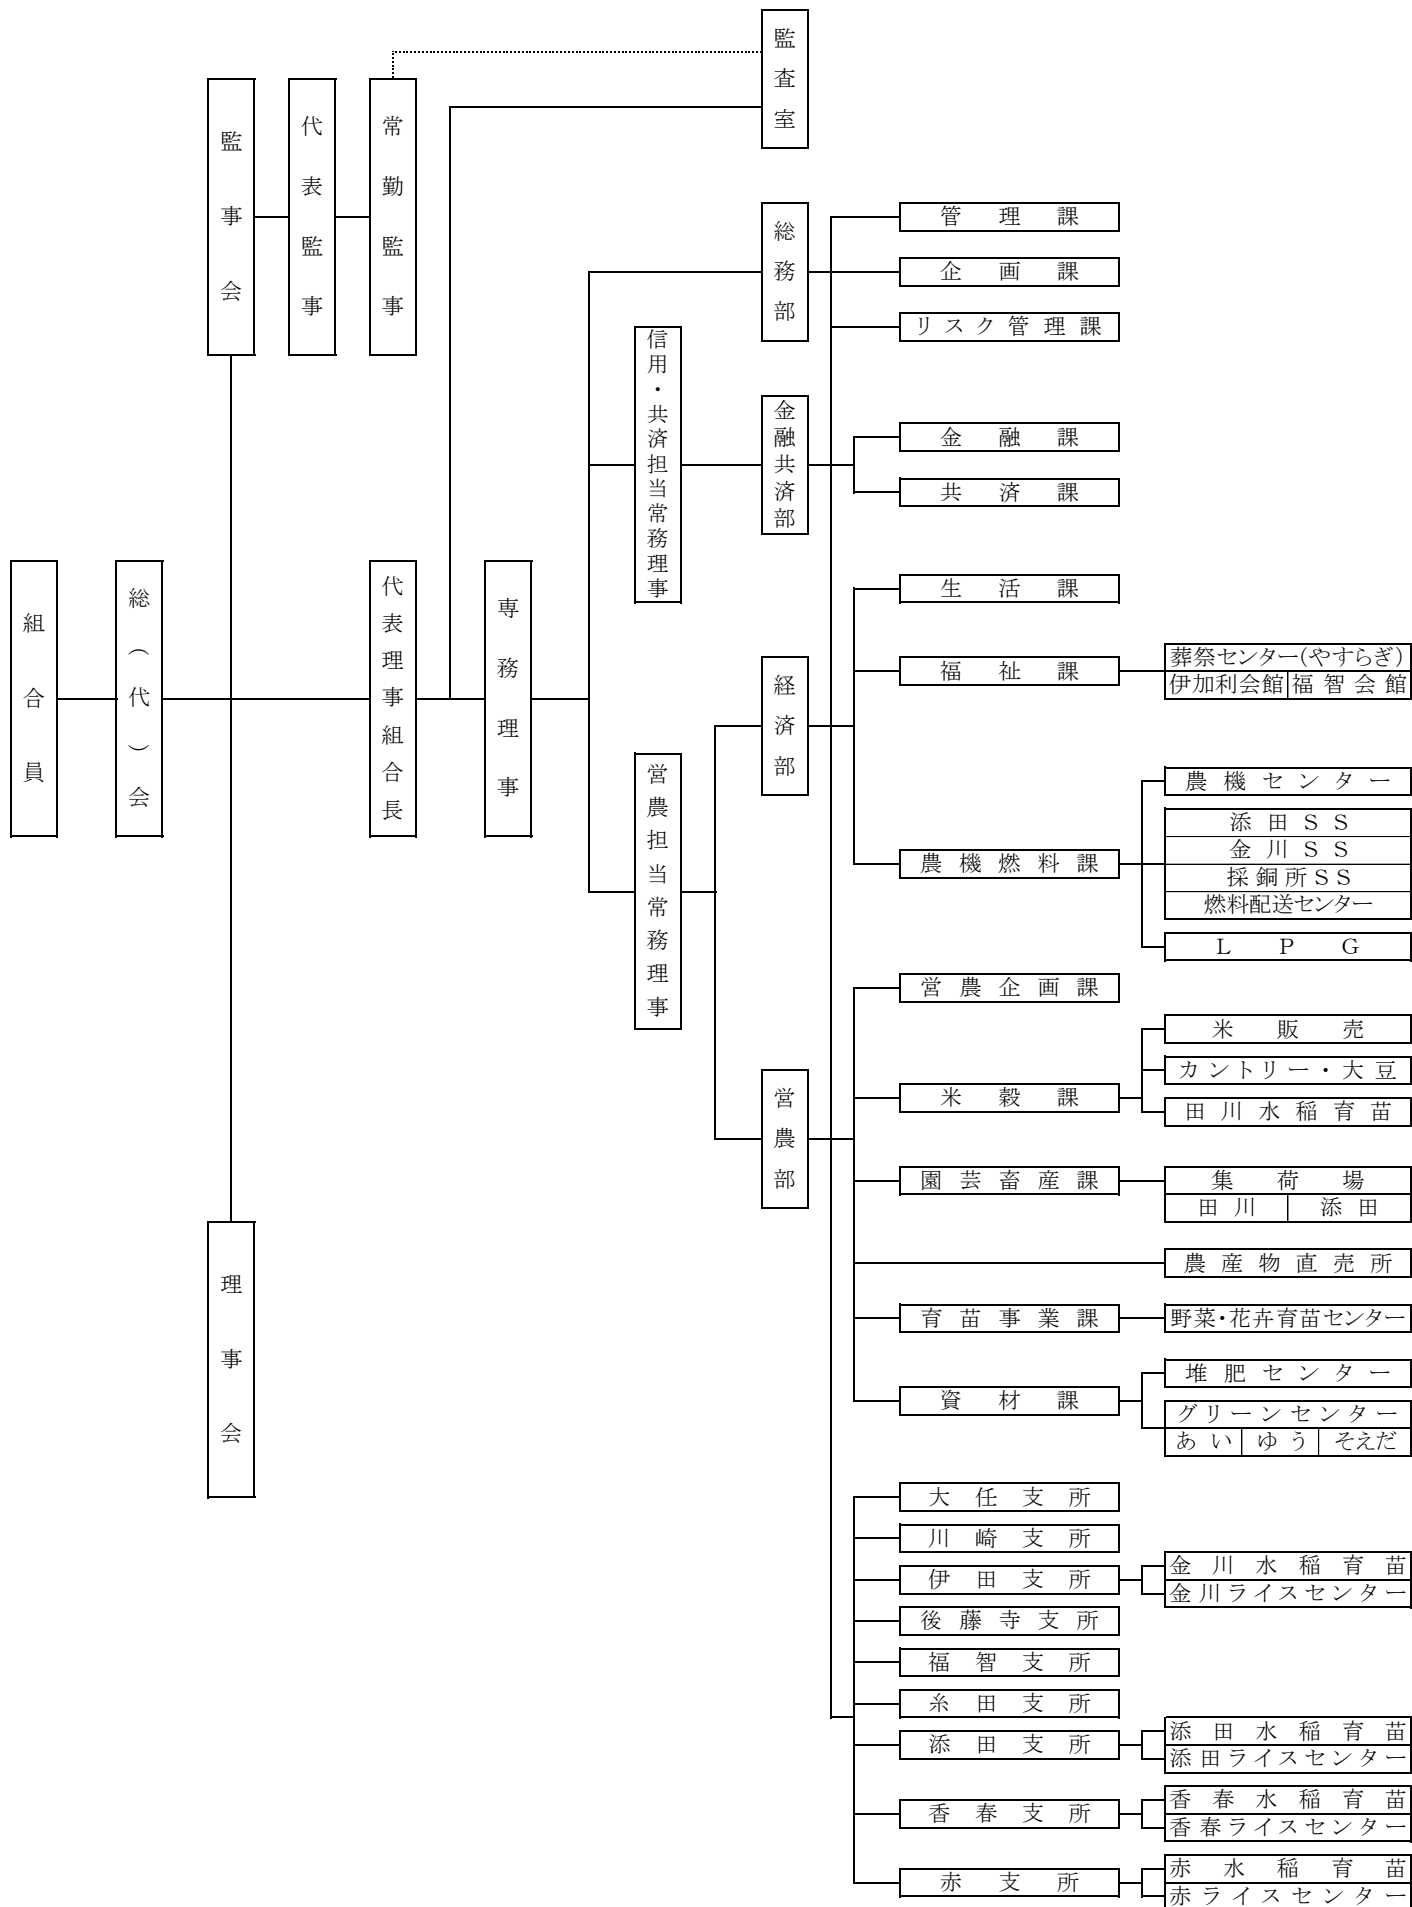 監査室
監事会
代表監事
常勤監事
総務部
管理課
企画課
リスク管理課
信用・共済担当常務理事
金融共済部
金融課
共済課
組合員
総（代）会
代表理事組合長
専務理事
生活課
経済部
福祉課
葬祭センター(やすらぎ)
伊加利会館
福智会館
営農担当常務理事
農機燃料課
農機センター
添田ＳＳ
金川ＳＳ
採銅所ＳＳ
燃料配送センター
ＬＰＧ
営農部
営農企画課
米穀課
米販売
カントリー・大豆
田川水稲育苗
園芸畜産課
集荷場
田川
添田
農産物直売所
理事会
育苗事業課
野菜・花卉育苗センター
資材課
堆肥センター
グリーンセンター
あい
ゆう
そえだ
大任支所
川崎支所
伊田支所
金川水稲育苗
金川ライスセンター
後藤寺支所
福智支所
糸田支所
添田支所
添田水稲育苗
添田ライスセンター
香春支所
香春水稲育苗
香春ライスセンター
赤支所
赤水稲育苗
赤ライスセンター